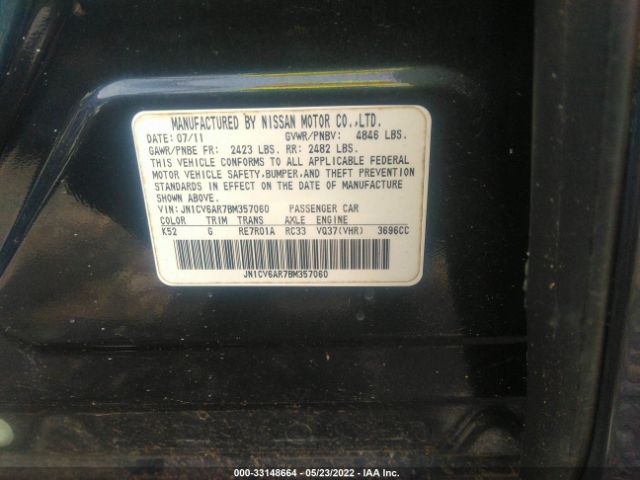 MANUFACTURED BY NISSAN MOTOR CO.,LTD.
DATE: 07/11 GVWR/PNBV: 4846 LBS.
GAWR/PNBE FR: 2423 LBS. RR: 2482 LBS.
THIS VEHICLE CONFORMS TO ALL APPLICABLE FEDERAL
MOTOR VEHICLE SAFETY,BUMPER,AND THEFT PREVENTION
STANDARDS IN EFFECT ON THE DATE OF MANUFACTURE
SHOWN ABOVE.
VIN: JN1CV6AR7BM357060 PASSENGER CAR
COLOR TRIM TRANS AXLE ENGINE
K52 G RE7R01A RC33 VQ37(VHR) 3696CC
JN1CV6AR7BM357060
000-33148664 - 05/23/2022 - IAA Inc.